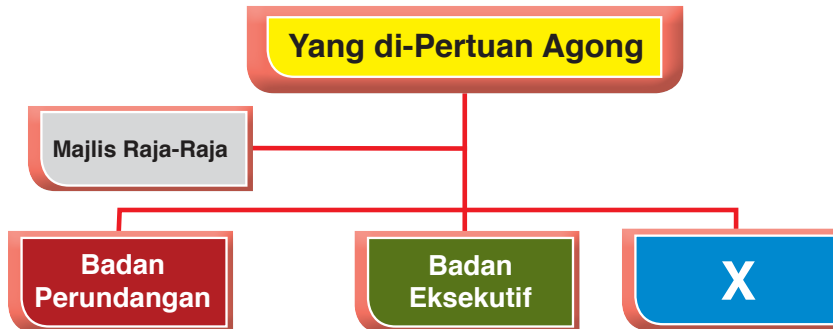 Yang di-Pertuan Agong
Majlis Raja-Raja
Badan
Perundangan
Badan
Eksekutif
X